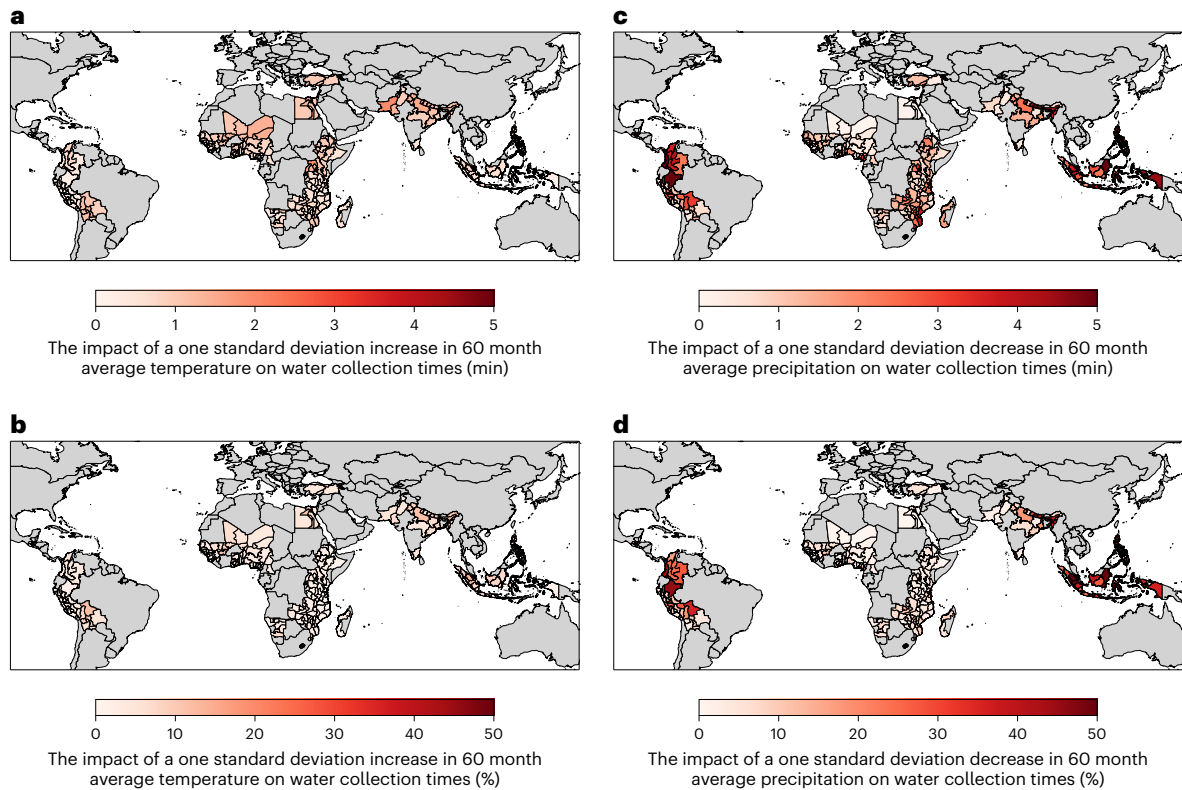 a
0 1 2 3 4 5
The impact of a one standard deviation increase in 60 month
average temperature on water collection times (min)
b
0 10 20 30 40 50
The impact of a one standard deviation increase in 60 month
average temperature on water collection times (%)
c
0 1 2 3 4 5
The impact of a one standard deviation decrease in 60 month
average precipitation on water collection times (min)
d
0 10 20 30 40 50
The impact of a one standard deviation decrease in 60 month
average precipitation on water collection times (%)